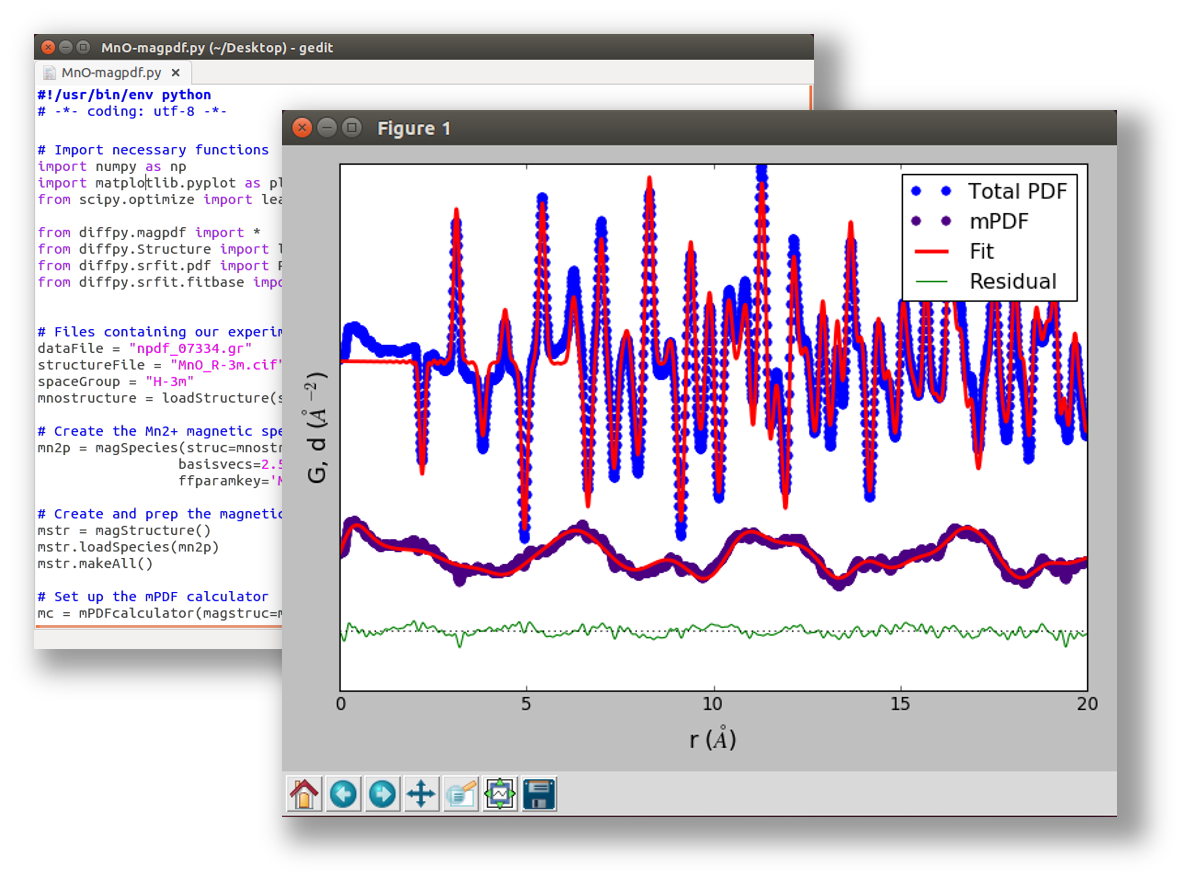 MnO-magpdf.py (~/Desktop) - gedit
MnO-magpdf.py ×
#!/usr/bin/env python
# -*- coding: utf-8 -*-
# Import necessary functions
import numpy as np
import matplotlib.pyplot as pl
from scipy.optimize import lea
from diffpy.magpdf import *
from diffpy.Structure import l
from diffpy.srfit.pdf import P
from diffpy.srfit.fitbase impo
# Files containing our experim
dataFile = "npdf_07334.gr"
structureFile = "MnO_R-3m.cif"
spaceGroup = "H-3m"
mnostructure = loadStructure(s
# Create the Mn2+ magnetic spe
mn2p = magSpecies(struc=mnostr
basisvecs=2.5
ffparamkey='M
# Create and prep the magnetic
mstr = magStructure()
mstr.loadSpecies(mn2p)
mstr.makeAll()
# Set up the mPDF calculator
mc = mPDFcalculator(magstruc=m
Figure 1
Total PDF
mPDF
Fit
Residual
G, d (Å⁻²)
0 5 10 15 20
r (Å)